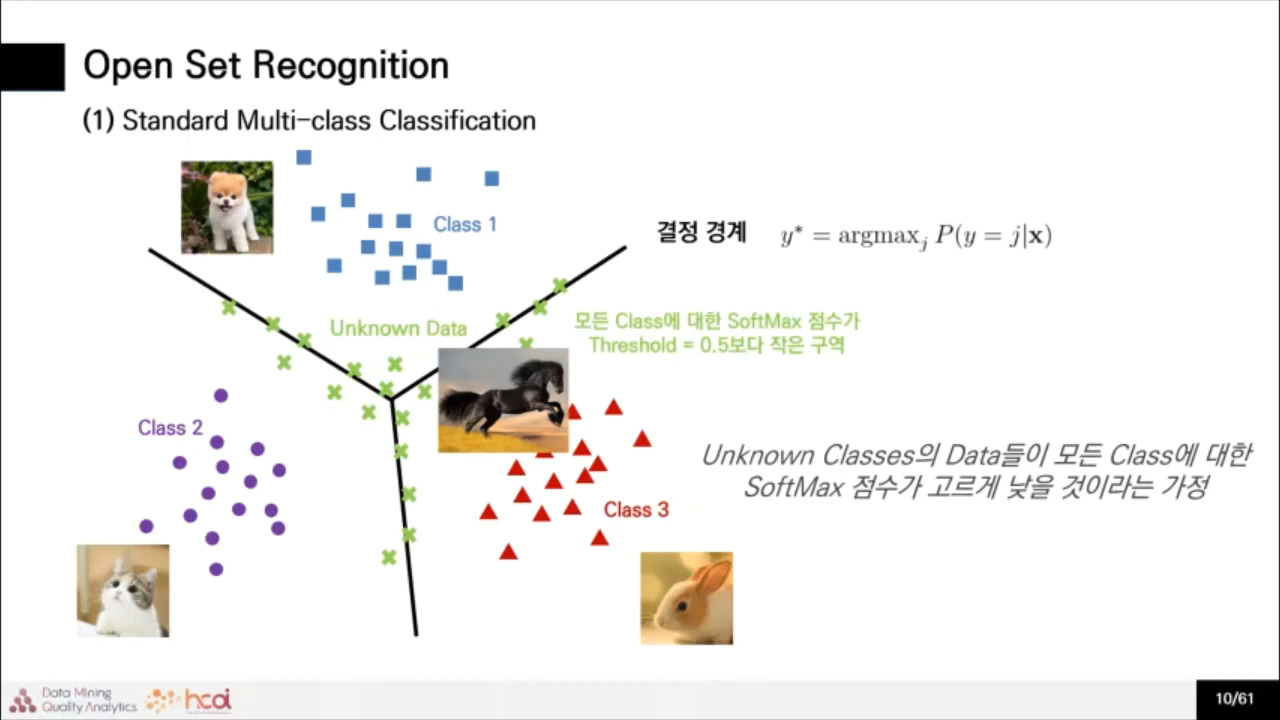 Open Set Recognition
(1) Standard Multi-class Classification
Class 1
결정 경계 y* = argmaxⱼ P(y = j|x)
Unknown Data
모든 Class에 대한 SoftMax 점수가
Threshold = 0.5보다 작은 구역
Class 2
Unknown Classes의 Data들이 모든 Class에 대한
SoftMax 점수가 고르게 낮을 것이라는 가정
Class 3
Data Mining
Quality Analytics
hcai
10/61